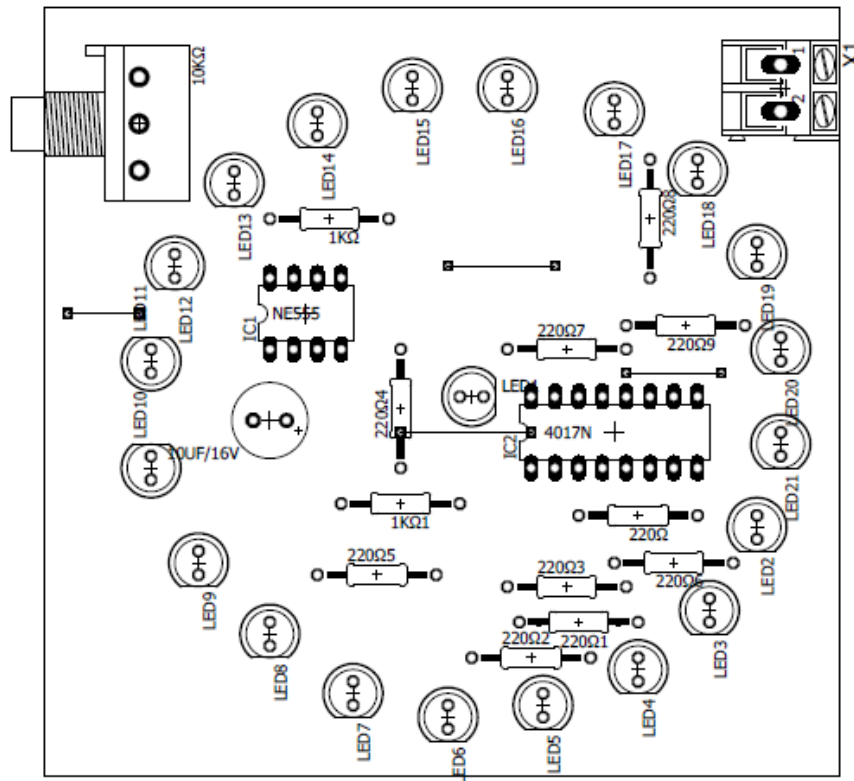 10KΩ
1
X1
2
LED15
LED16
LED14
LED17
LED13
LED18
220Ω8
1KΩ
LED12
LED11
LED19
IC1
NE555
220Ω7
220Ω9
LED10
LED20
LED1
220Ω4
10UF/16V
+
IC2
4017N
LED21
1KΩ1
220Ω
LED2
LED9
220Ω5
220Ω3
220Ω6
LED3
220Ω1
220Ω2
LED8
LED4
LED7
LED6
LED5